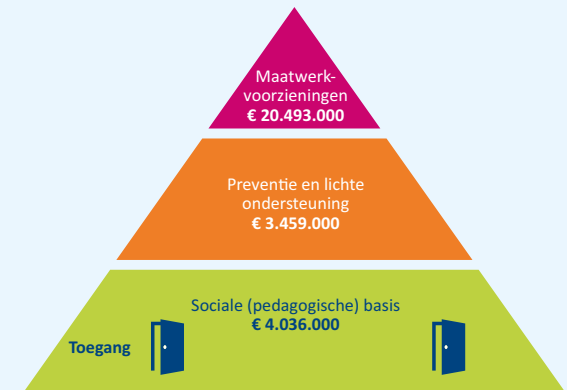 Maatwerk-
voorzieningen
€ 20.493.000
Preventie en lichte
ondersteuning
€ 3.459.000
Sociale (pedagogische) basis
€ 4.036.000
Toegang